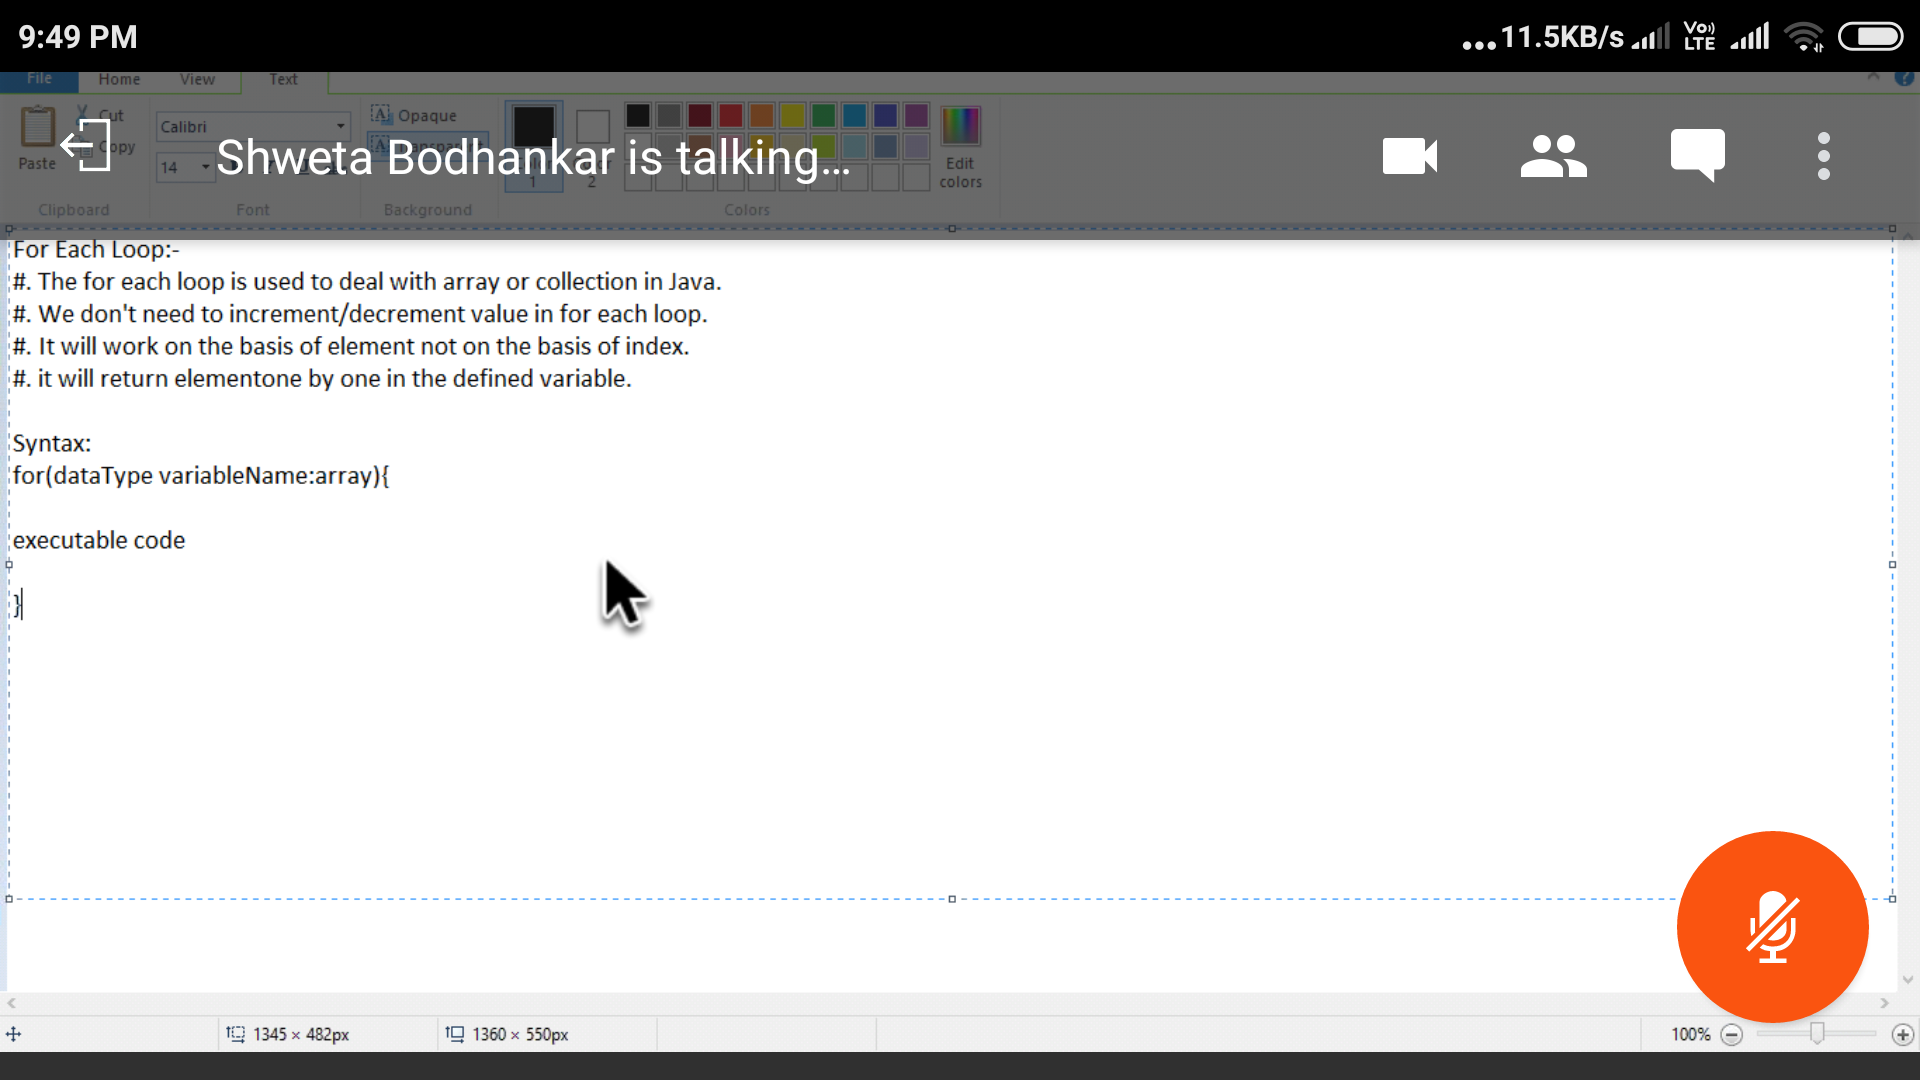 9:49 PM
...11.5KB/s
Vo))
LTE
File
Home
View
Text
Cut
Copy
Paste
Calibri
14
Opaque
Shweta Bodhankar is talking...
1
2
Edit
colors
Clipboard
Font
Background
Colors
For Each Loop:-
#. The for each loop is used to deal with array or collection in Java.
#. We don't need to increment/decrement value in for each loop.
#. It will work on the basis of element not on the basis of index.
#. it will return elementone by one in the defined variable.
Syntax:
for(dataType variableName:array){
executable code
}
1345 × 482px
1360 × 550px
100%